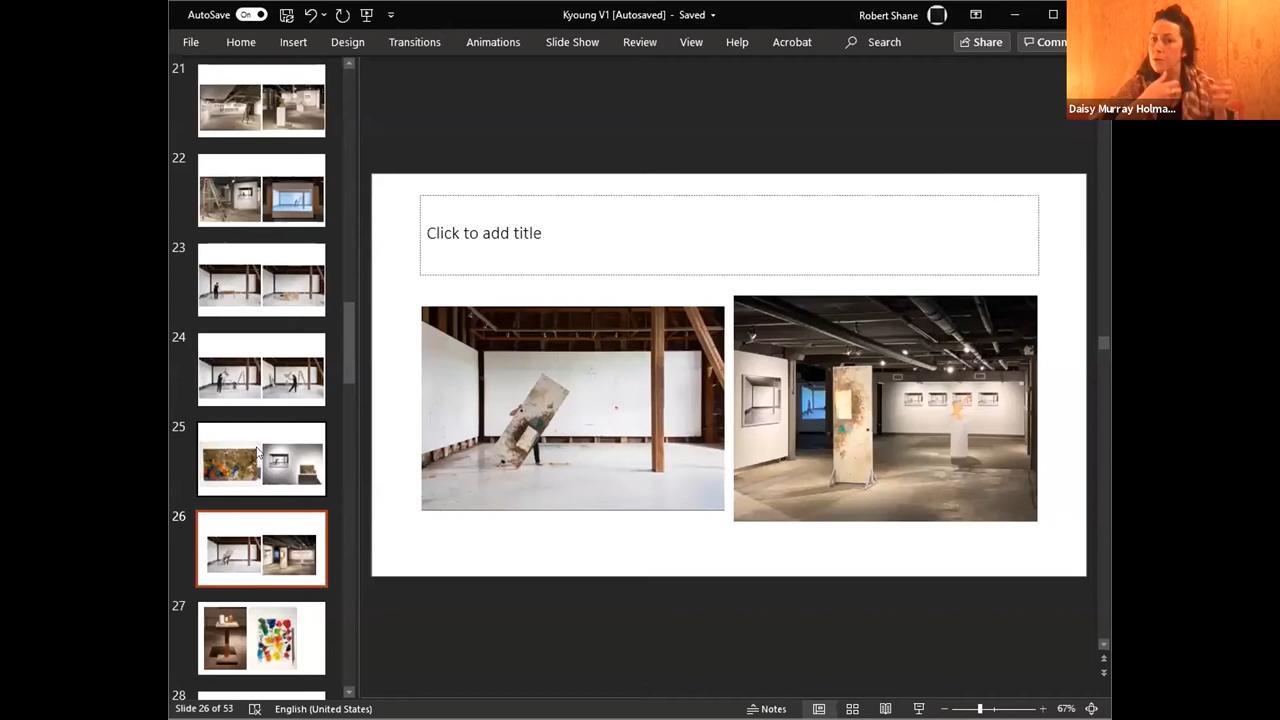 AutoSave On Kyoung V1 [Autosaved] - Saved Robert Shane
File Home Insert Design Transitions Animations Slide Show Review View Help Acrobat Search Share Comm
Daisy Murray Holma...
21
22
23
24
25
26
27
28
Click to add title
Slide 26 of 53 English (United States) Notes 67%